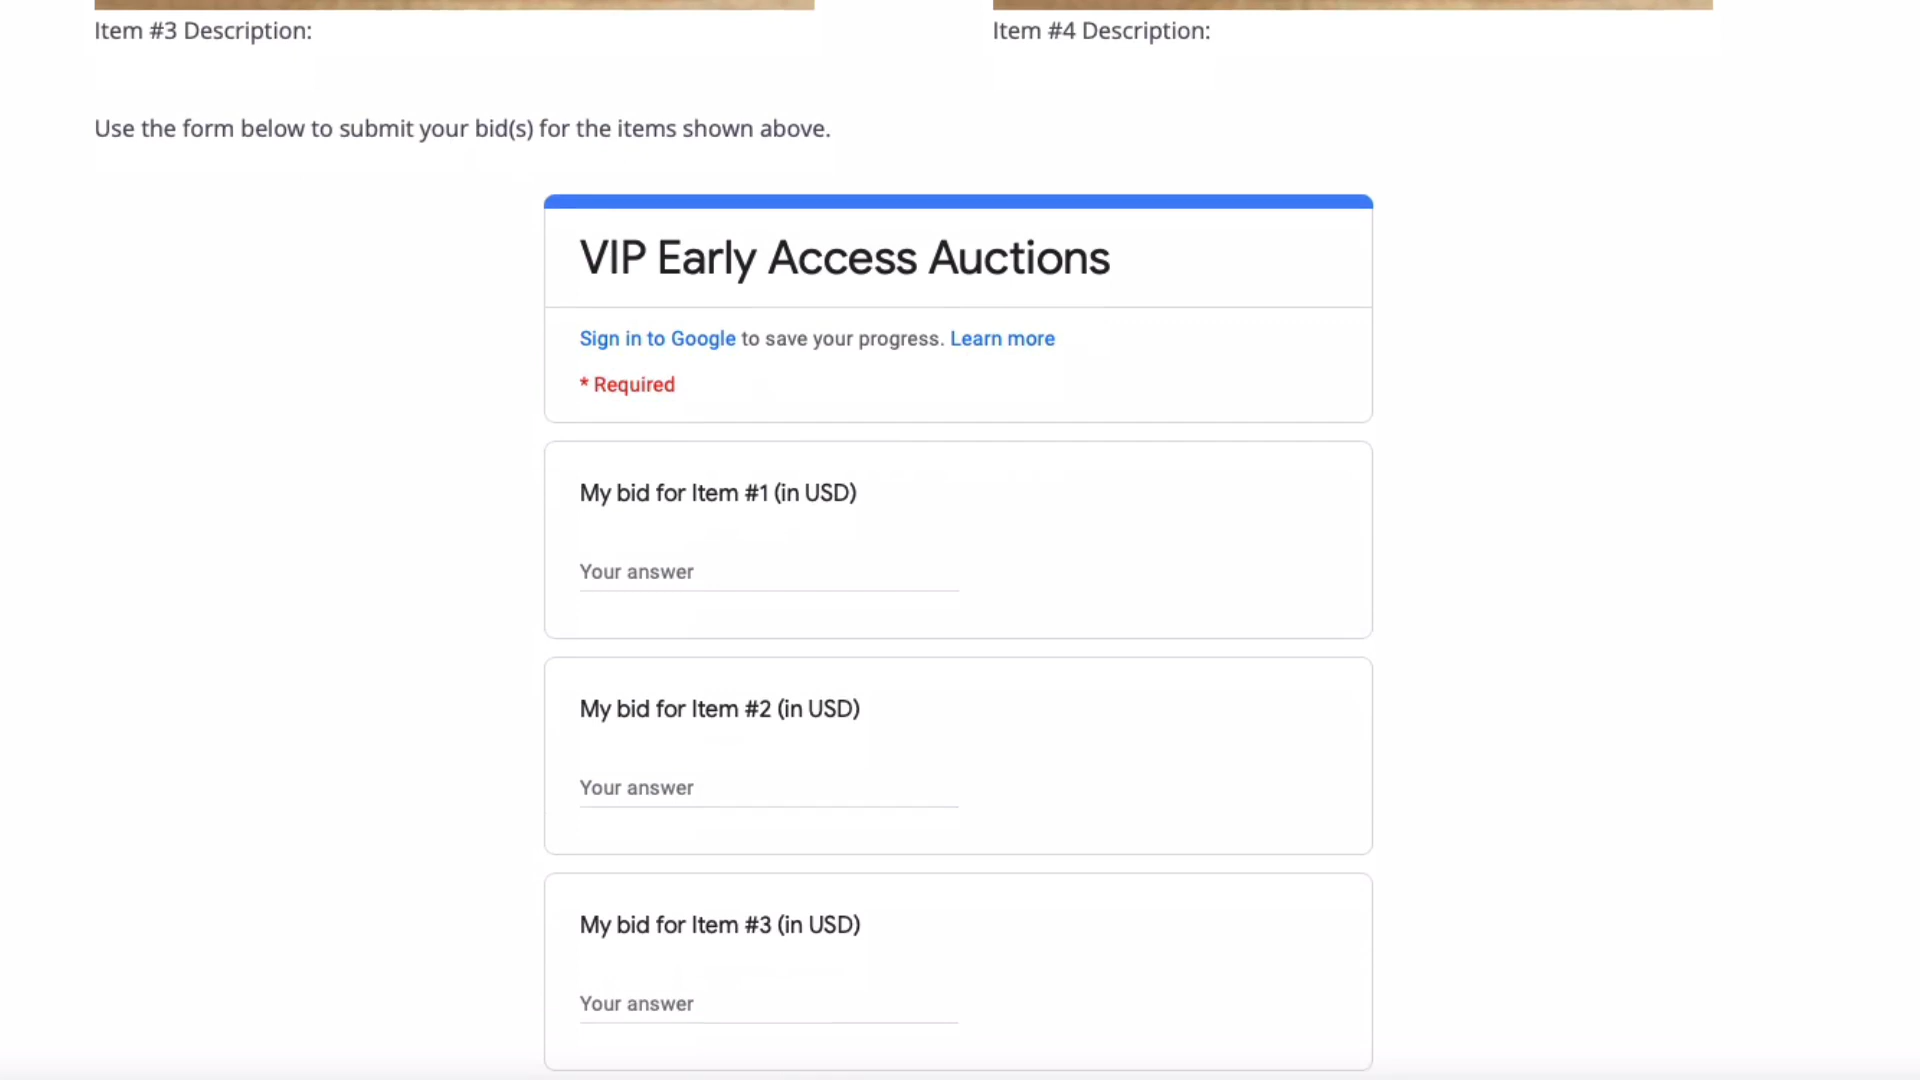 Item #3 Description:
Item #4 Description:
Use the form below to submit your bid(s) for the items shown above.
VIP Early Access Auctions
Sign in to Google to save your progress. Learn more
* Required
My bid for Item #1 (in USD)
Your answer
My bid for Item #2 (in USD)
Your answer
My bid for Item #3 (in USD)
Your answer